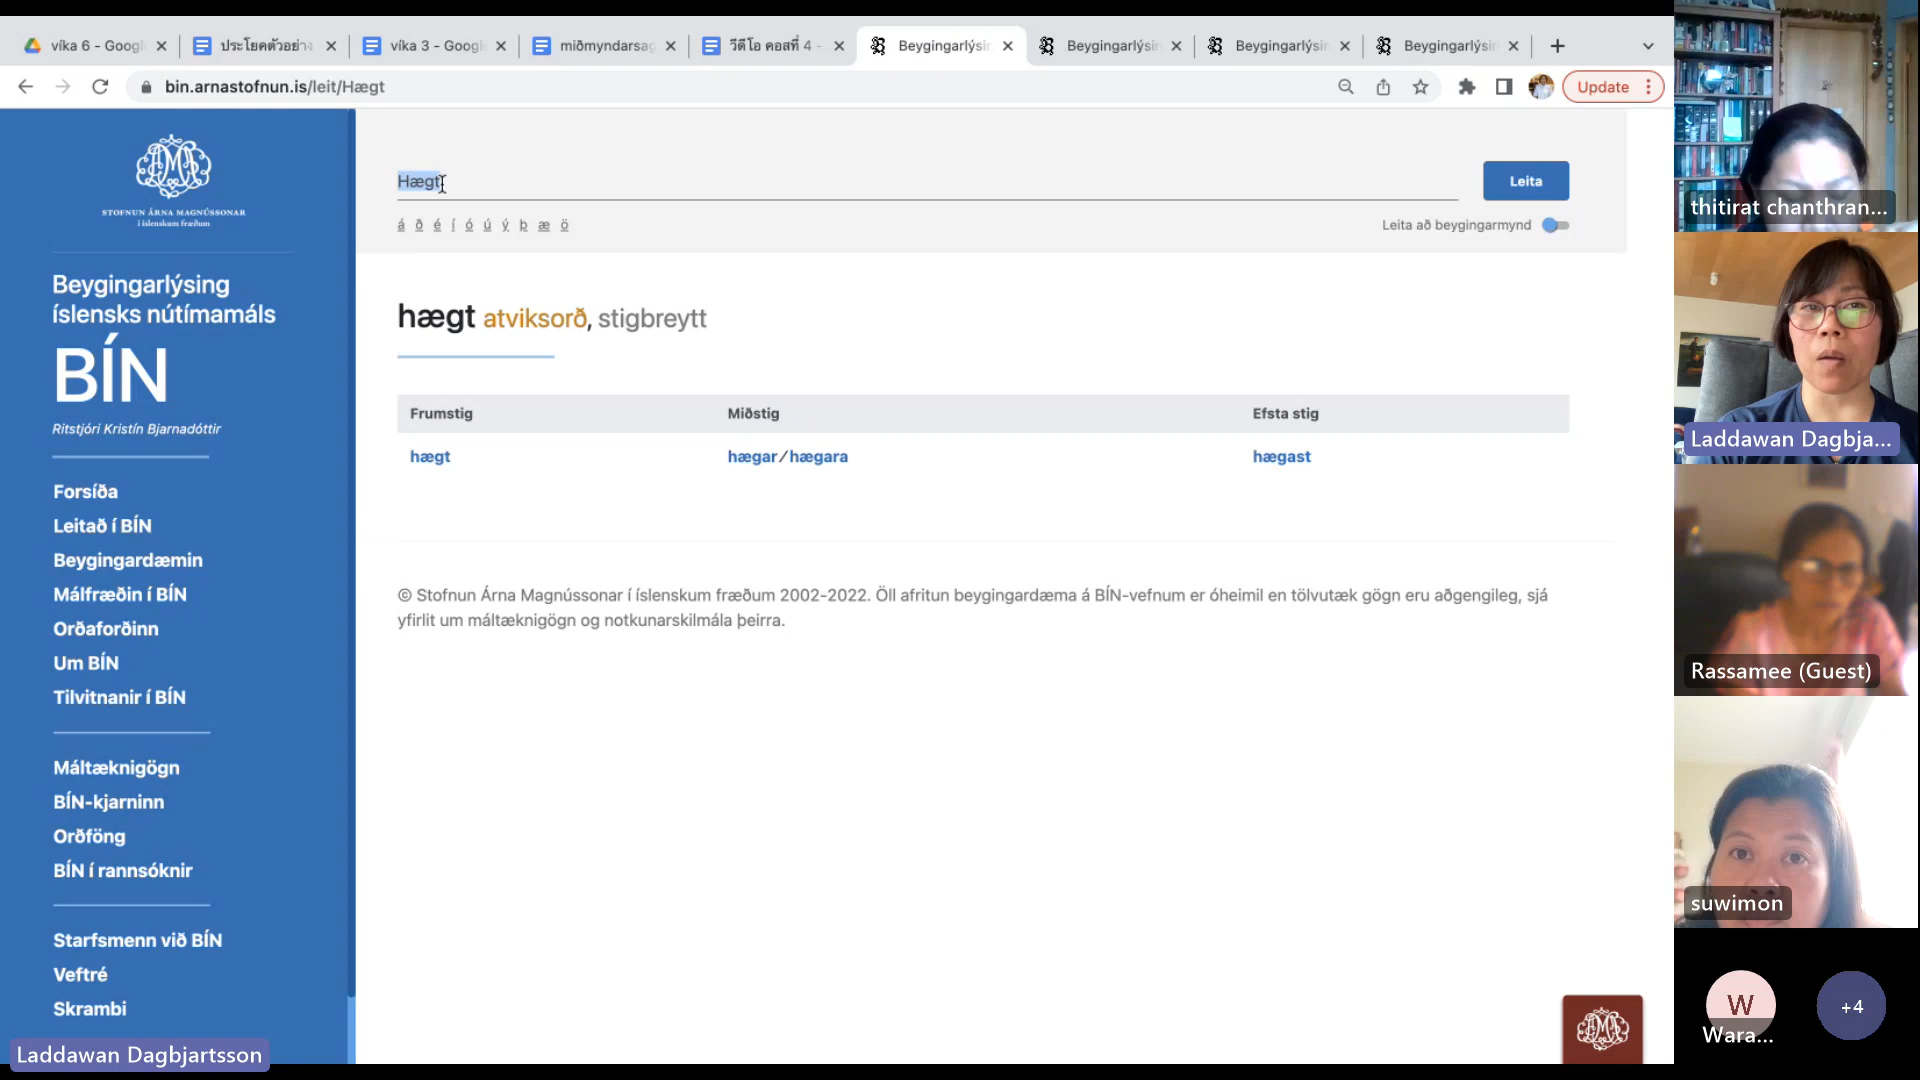 víka 6 - Googl
ประโยคตัวอย่าง
víka 3 - Googl
miðmyndarsag
วีดีโอ คอสที่ 4 -
Beygingarlýsin
Beygingarlýsin
Beygingarlýsin
Beygingarlýsin
bin.arnastofnun.is/leit/Hægt
Update
STOFNUN ÁRNA MAGNÚSSONAR
í íslenskum fræðum
Beygingarlýsing
íslensks nútímamáls
BÍN
Ritstjóri Kristín Bjarnadóttir
Forsíða
Leitað í BÍN
Beygingardæmin
Málfræðin í BÍN
Orðaforðinn
Um BÍN
Tilvitnanir í BÍN
Máltæknigögn
BÍN-kjarninn
Orðföng
BÍN í rannsóknir
Starfsmenn við BÍN
Veftré
Skrambi
Laddawan Dagbjartsson
Hægt
Leita
á ð é í ó ú ý þ æ ö
Leita að beygingarmynd
hægt atviksorð, stigbreytt
Frumstig Miðstig Efsta stig
hægt hægar/hægara hægast
© Stofnun Árna Magnússonar í íslenskum fræðum 2002-2022. Öll afritun beygingardæma á BÍN-vefnum er óheimil en tölvutæk gögn eru aðgengileg, sjá
yfirlit um máltæknigögn og notkunarskilmála þeirra.
thitirat chanthran...
Laddawan Dagbja...
Rassamee (Guest)
suwimon
W
Wara...
+4